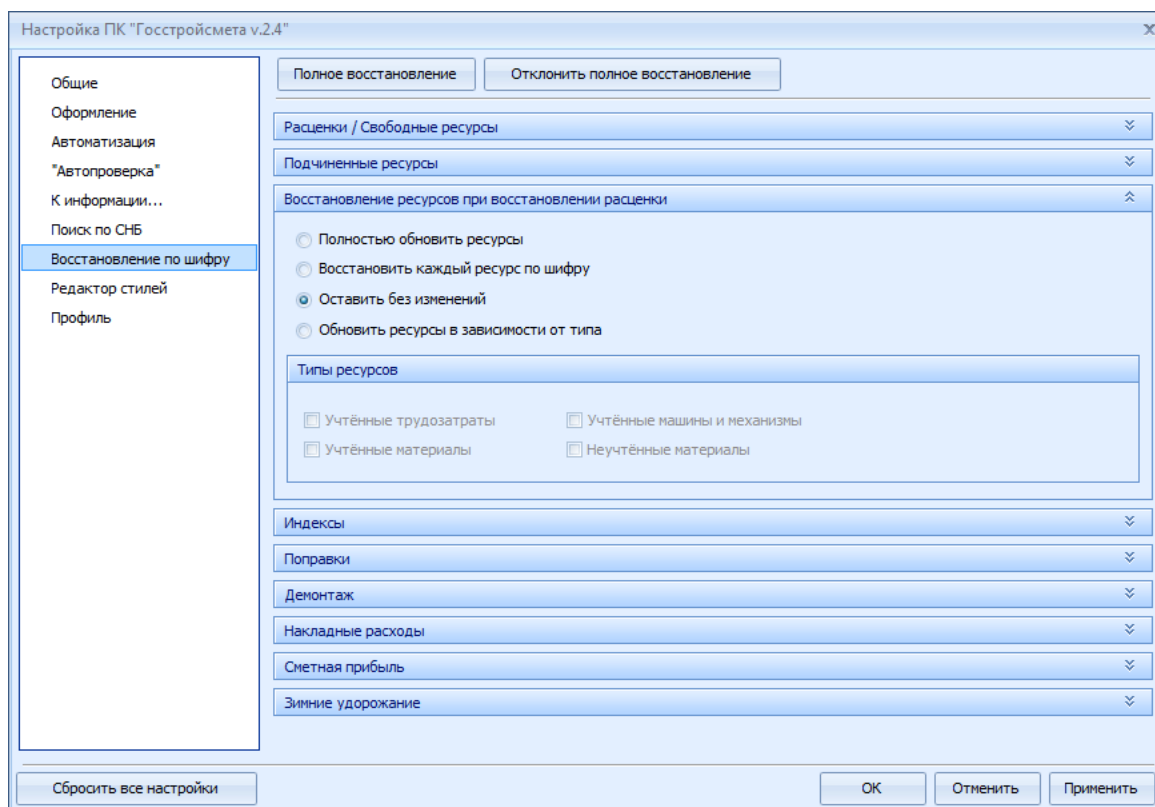 Настройка ПК "Госстройсмета v.2.4"
Общие
Оформление
Автоматизация
"Автопроверка"
К информации...
Поиск по СНБ
Восстановление по шифру
Редактор стилей
Профиль
Полное восстановление Отклонить полное восстановление
Расценки / Свободные ресурсы
Подчиненные ресурсы
Восстановление ресурсов при восстановлении расценки
Полностью обновить ресурсы
Восстановить каждый ресурс по шифру
Оставить без изменений
Обновить ресурсы в зависимости от типа
Типы ресурсов
Учтённые трудозатраты Учтённые машины и механизмы
Учтённые материалы Неучтённые материалы
Индексы
Поправки
Демонтаж
Накладные расходы
Сметная прибыль
Зимние удорожание
Сбросить все настройки ОК Отменить Применить